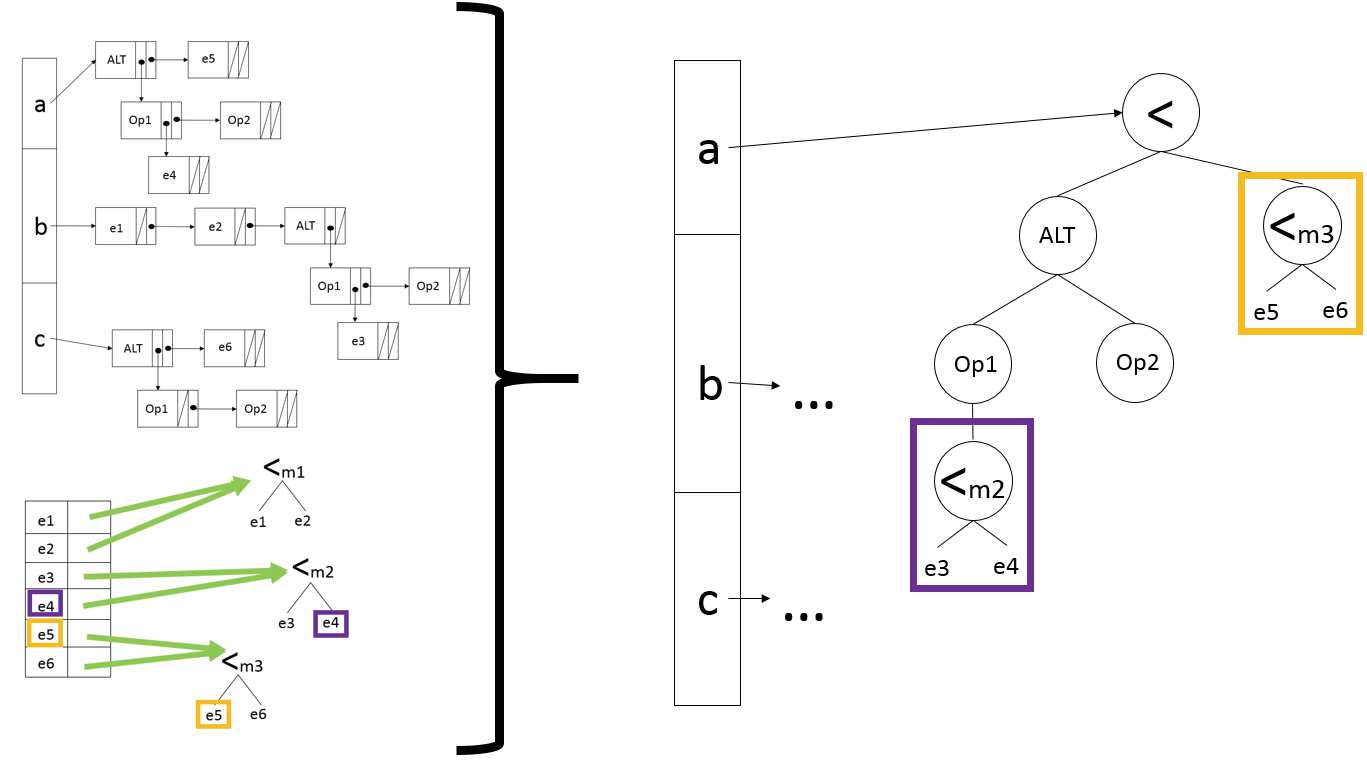 ALT e5
a
Op1 Op2
e4
b e1 e2 ALT
Op1 Op2
c ALT e6 e3
Op1 Op2
<m1
e1 e2
e1
e2
e3
e4
e5
e6
<m2
e3 e4
<m3
e5 e6
a <
ALT <m3
e5 e6
Op1 Op2
b ...
<m2
e3 e4
c ...